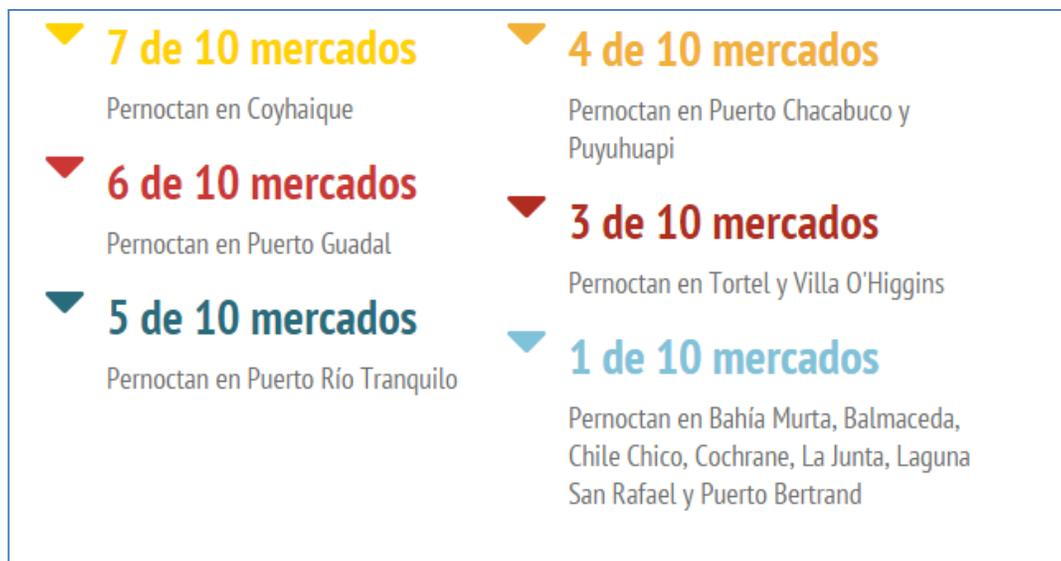 7 de 10 mercados
Pernoctan en Coyhaique
6 de 10 mercados
Pernoctan en Puerto Guadal
5 de 10 mercados
Pernoctan en Puerto Río Tranquilo
4 de 10 mercados
Pernoctan en Puerto Chacabuco y
Puyuhuapi
3 de 10 mercados
Pernoctan en Tortel y Villa O'Higgins
1 de 10 mercados
Pernoctan en Bahía Murta, Balmaceda,
Chile Chico, Cochrane, La Junta, Laguna
San Rafael y Puerto Bertrand